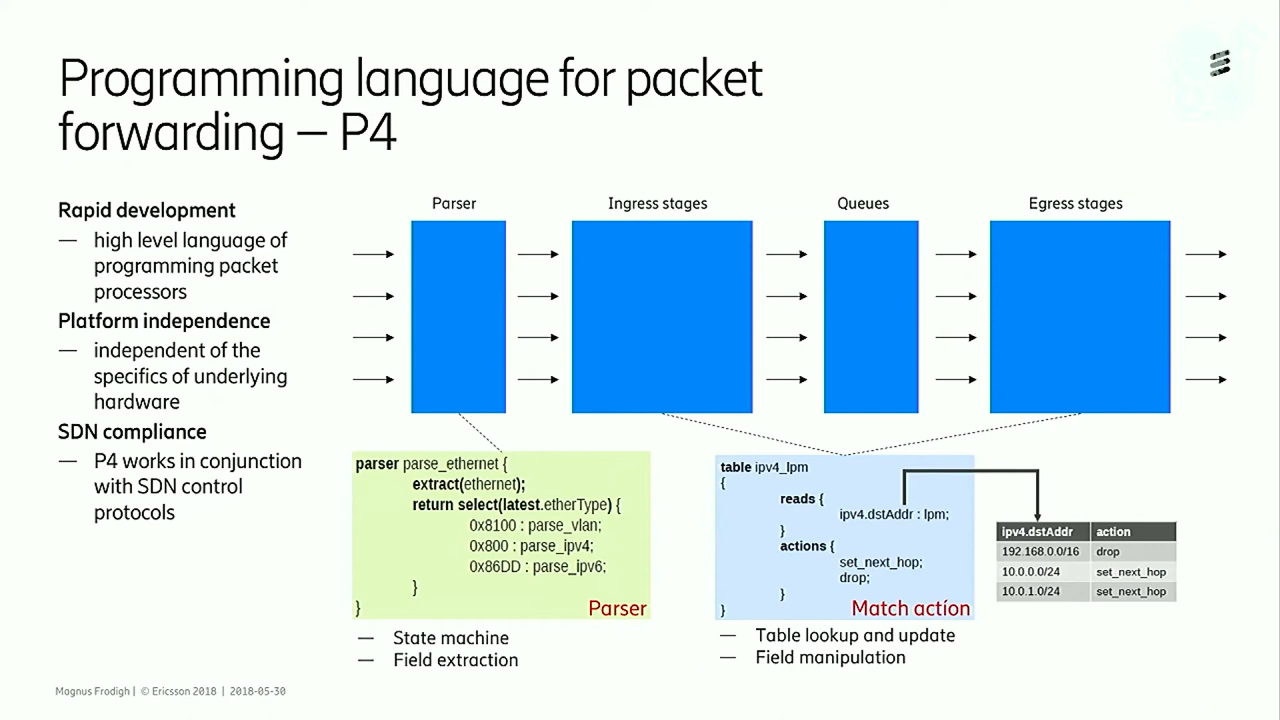 Programming language for packet
forwarding – P4
Rapid development
— high level language of
programming packet
processors
Platform independence
— independent of the
specifics of underlying
hardware
SDN compliance
— P4 works in conjunction
with SDN control
protocols
Parser
Ingress stages
Queues
Egress stages
parser parse_ethernet {
extract(ethernet);
return select(latest.etherType) {
0x8100 : parse_vlan;
0x800 : parse_ipv4;
0x86DD : parse_ipv6;
}
}
Parser
— State machine
— Field extraction
table ipv4_lpm
{
reads {
ipv4.dstAddr : lpm;
}
actions {
set_next_hop;
drop;
}
}
Match action
— Table lookup and update
— Field manipulation
ipv4.dstAddr action
192.168.0.0/16 drop
10.0.0.0/24 set_next_hop
10.0.1.0/24 set_next_hop
Magnus Frodigh | © Ericsson 2018 | 2018-05-30